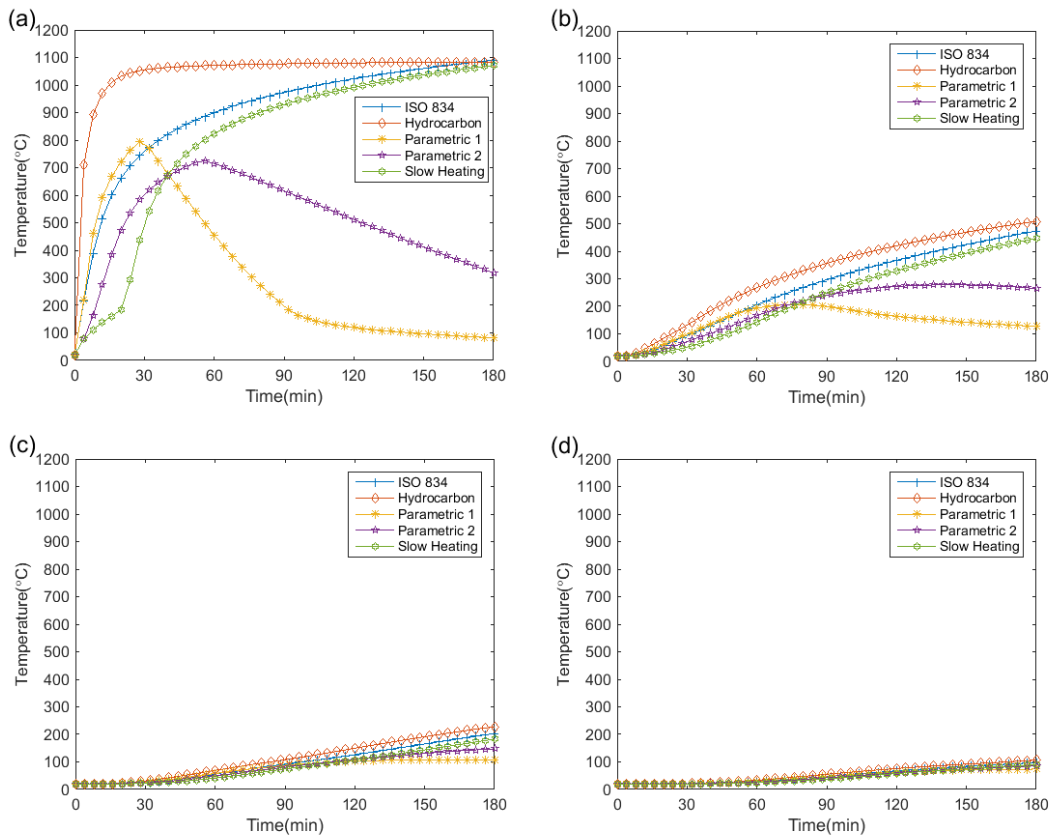 (a)
1200
1100
1000
900
800
700
600
500
400
300
200
100
0
Temperature(°C)
ISO 834
Hydrocarbon
Parametric 1
Parametric 2
Slow Heating
0 30 60 90 120 150 180
Time(min)
(b)
1200
1100
1000
900
800
700
600
500
400
300
200
100
0
Temperature(°C)
ISO 834
Hydrocarbon
Parametric 1
Parametric 2
Slow Heating
0 30 60 90 120 150 180
Time(min)
(c)
1200
1100
1000
900
800
700
600
500
400
300
200
100
0
Temperature(°C)
ISO 834
Hydrocarbon
Parametric 1
Parametric 2
Slow Heating
0 30 60 90 120 150 180
Time(min)
(d)
1200
1100
1000
900
800
700
600
500
400
300
200
100
0
Temperature(°C)
ISO 834
Hydrocarbon
Parametric 1
Parametric 2
Slow Heating
0 30 60 90 120 150 180
Time(min)